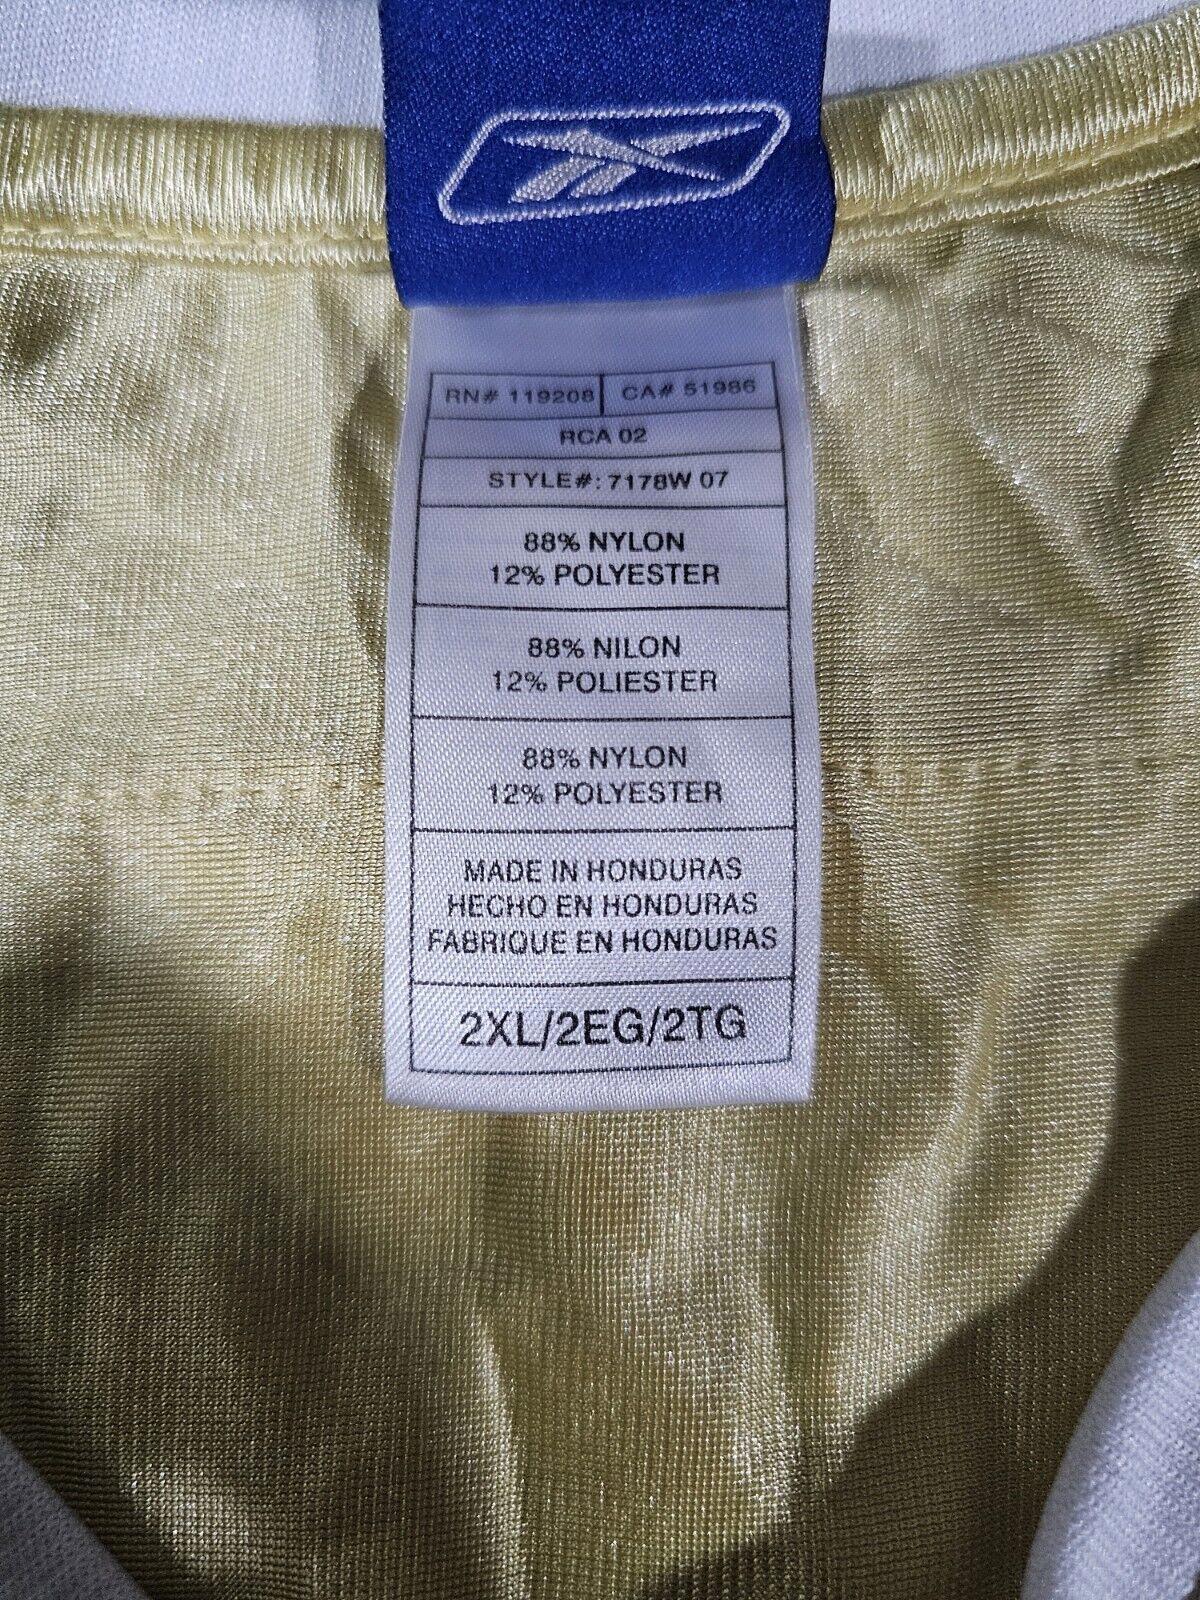 RN# 119208 CA# 51986
RCA 02
STYLE#: 7178W 07
88% NYLON
12% POLYESTER
88% NILON
12% POLIESTER
88% NYLON
12% POLYESTER
MADE IN HONDURAS
HECHO EN HONDURAS
FABRIQUE EN HONDURAS
2XL/2EG/2TG